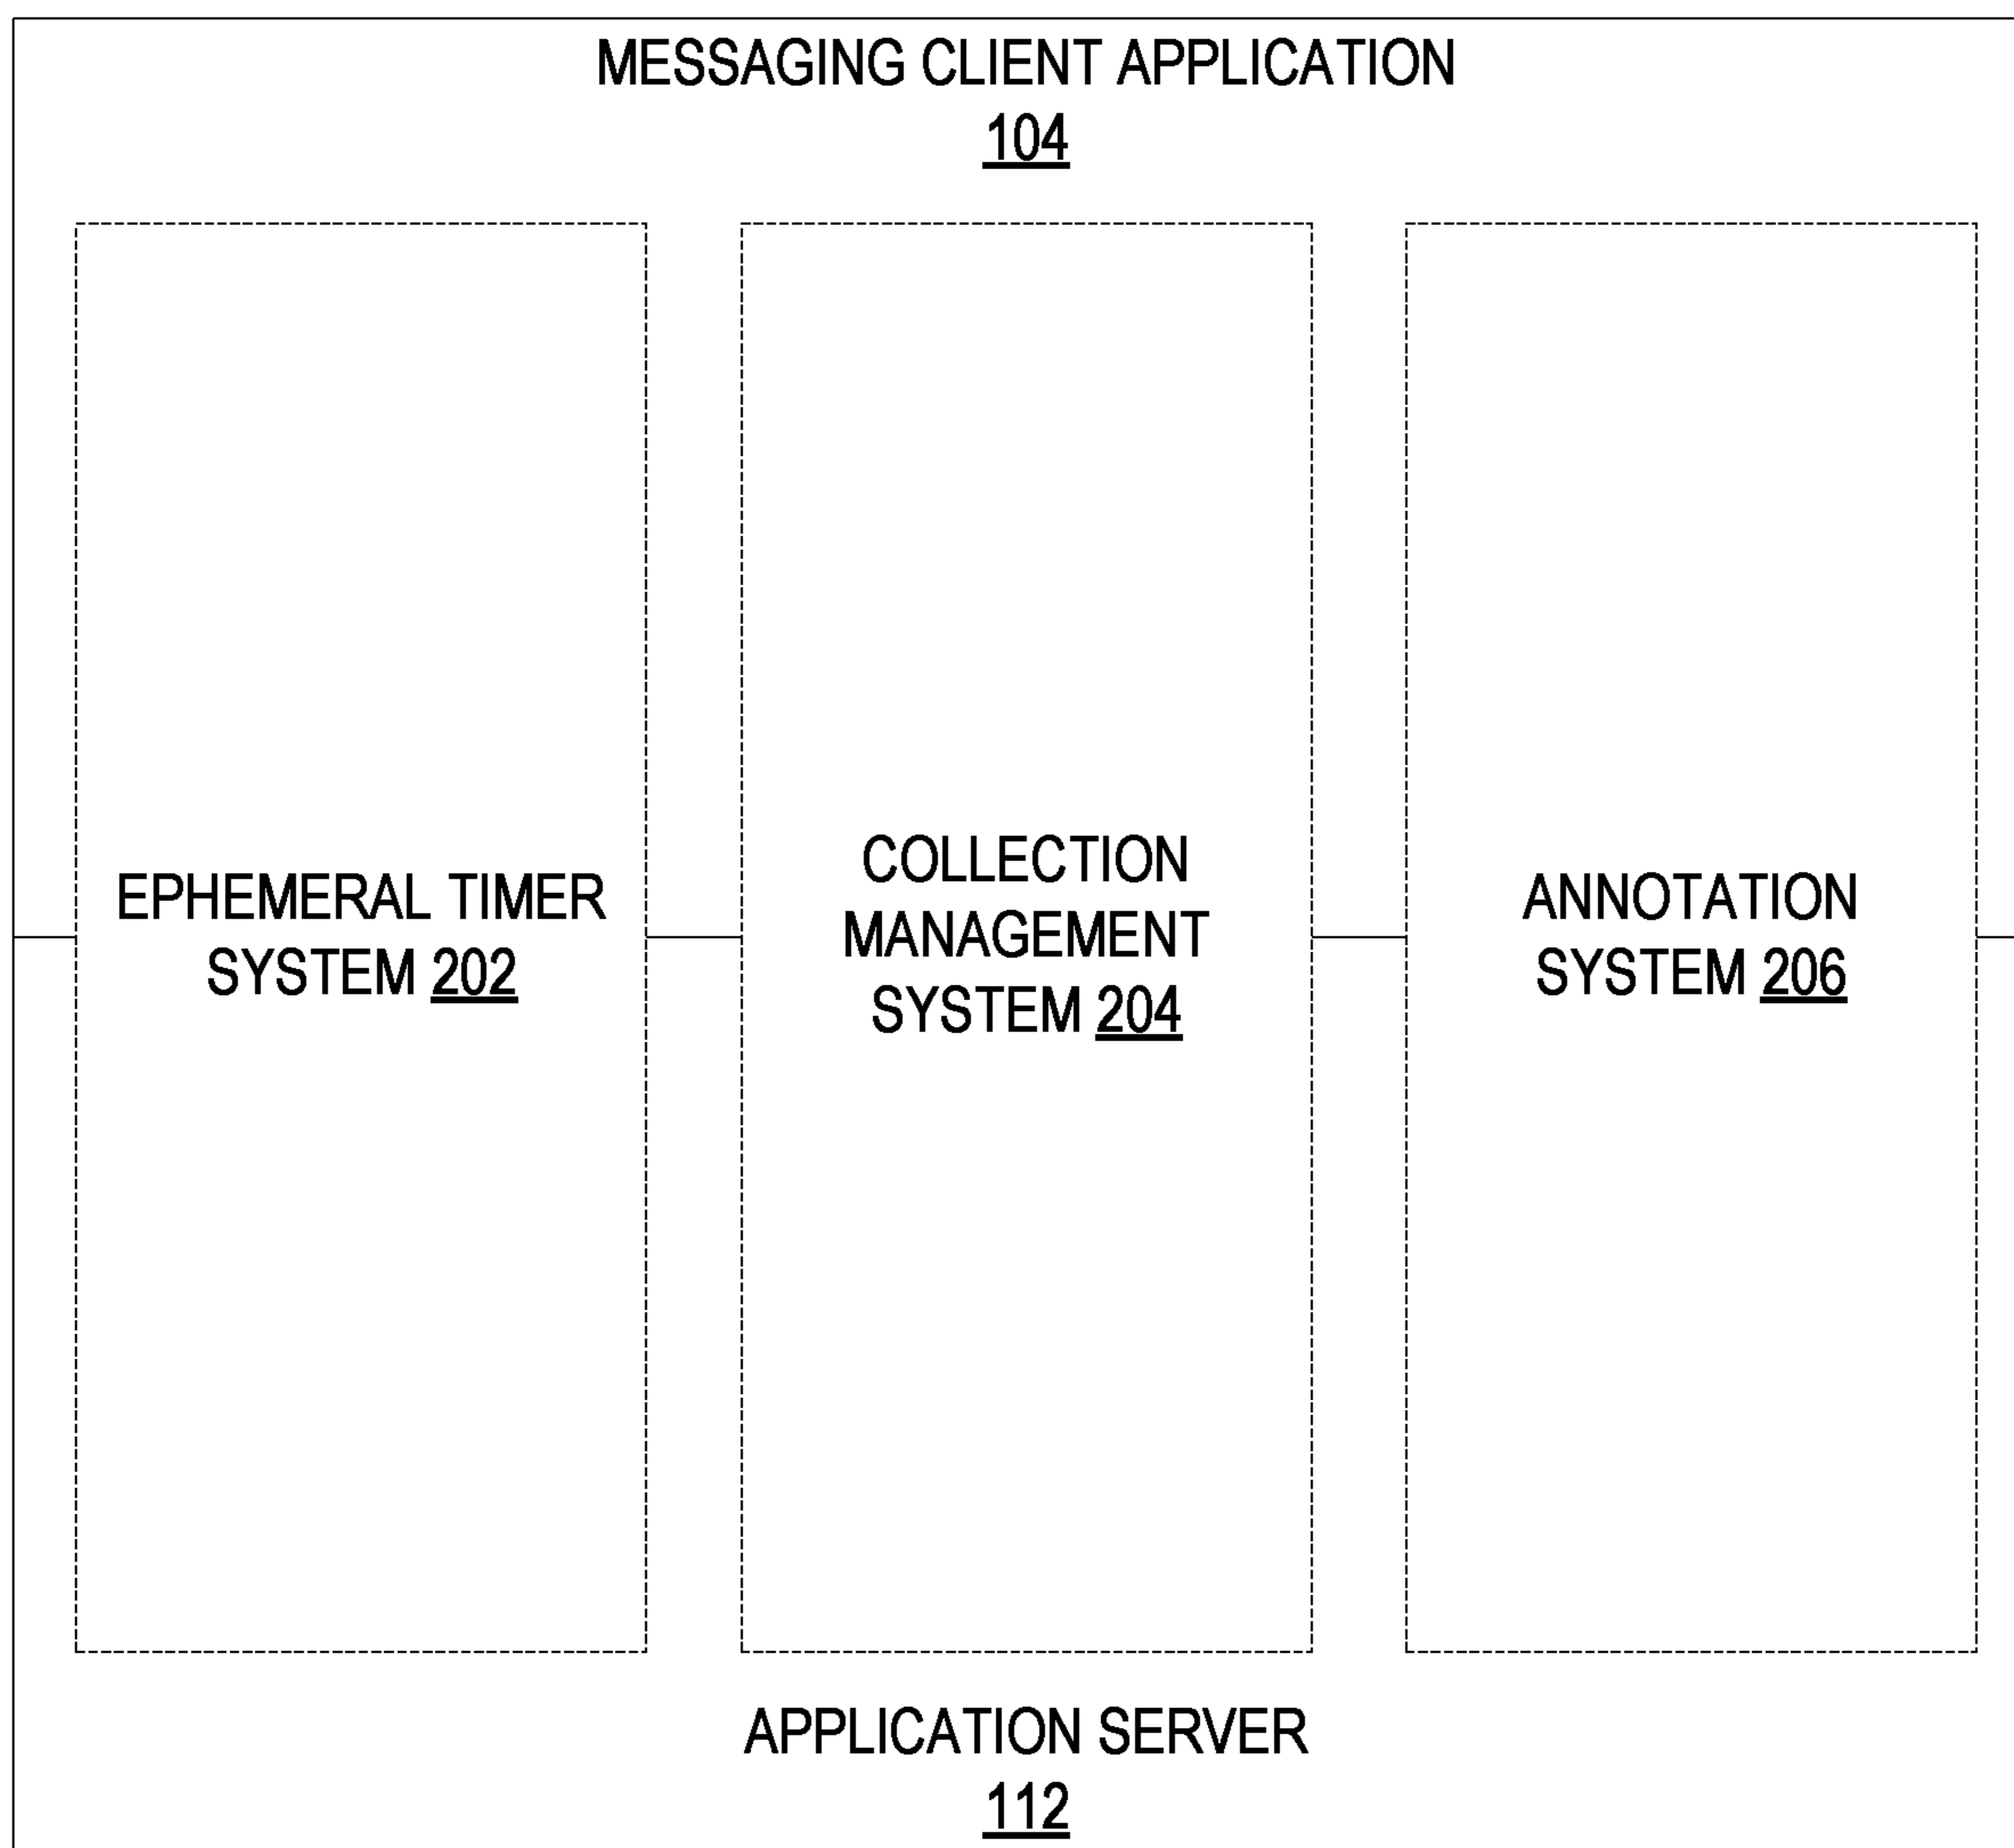 MESSAGING CLIENT APPLICATION
104
EPHEMERAL TIMER
SYSTEM 202
COLLECTION
MANAGEMENT
SYSTEM 204
ANNOTATION
SYSTEM 206
APPLICATION SERVER
112